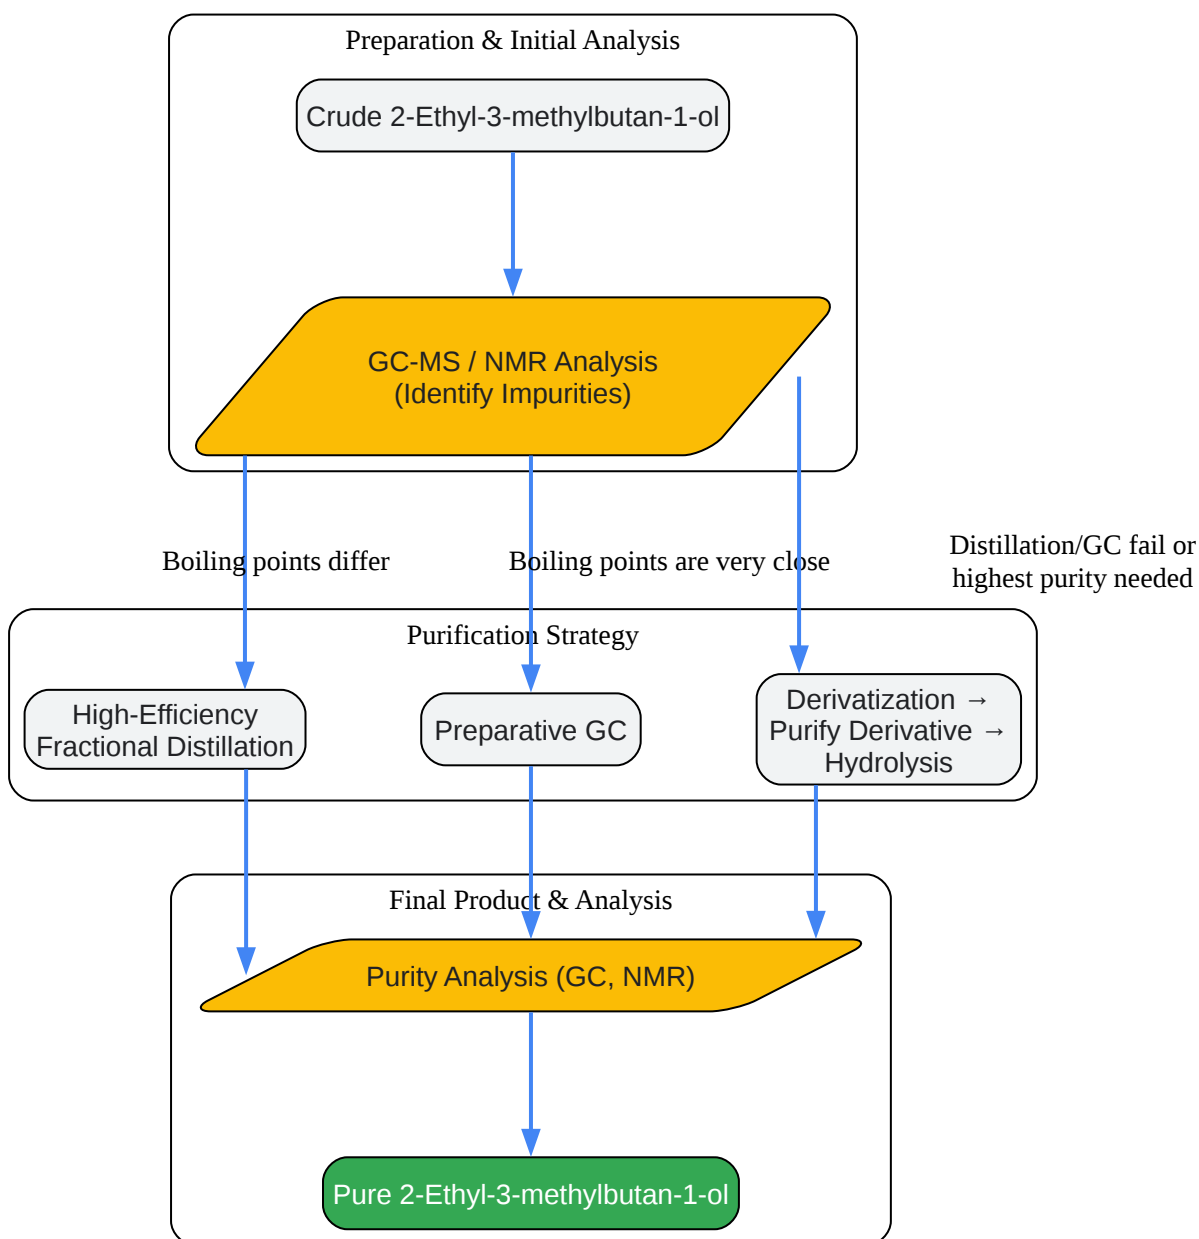 Preparation & Initial Analysis
Crude 2-Ethyl-3-methylbutan-1-ol
GC-MS / NMR Analysis
(Identify Impurities)
Boiling points differ
Boiling points are very close
Distillation/GC fail or
highest purity needed
Purification Strategy
High-Efficiency
Fractional Distillation
Preparative GC
Derivatization →
Purify Derivative →
Hydrolysis
Final Product & Analysis
Purity Analysis (GC, NMR)
Pure 2-Ethyl-3-methylbutan-1-ol